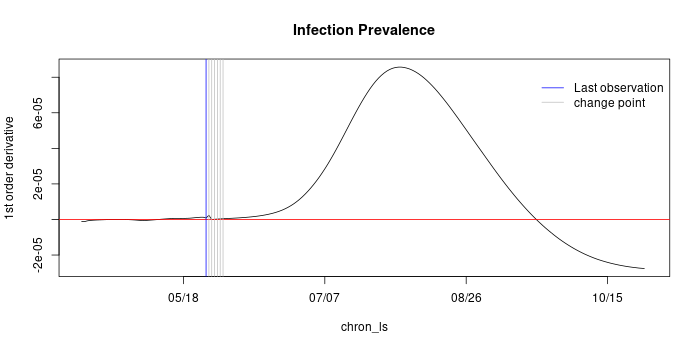 Infection Prevalence
1st order derivative
6e-05
2e-05
-2e-05
Last observation
change point
05/18
07/07
08/26
10/15
chron_ls